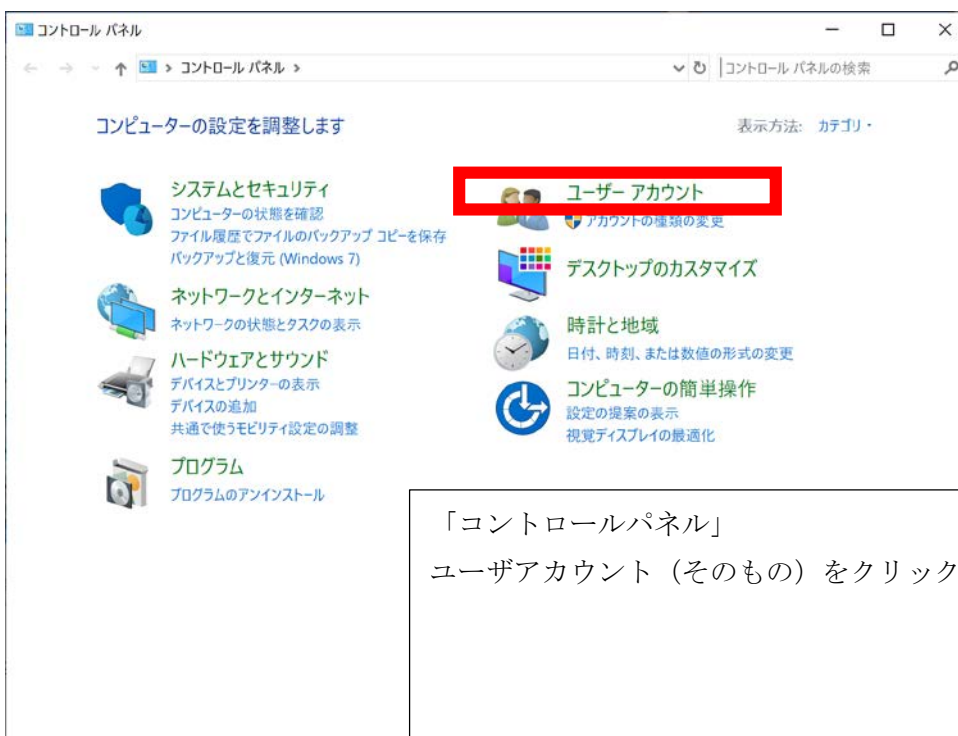 コントロール パネル
コントロール パネル
コントロール パネルの検索
コンピューターの設定を調整します
表示方法: カテゴリ
システムとセキュリティ
コンピューターの状態を確認
ファイル履歴でファイルのバックアップ コピーを保存
バックアップと復元 (Windows 7)
ネットワークとインターネット
ネットワークの状態とタスクの表示
ハードウェアとサウンド
デバイスとプリンターの表示
デバイスの追加
共通で使うモビリティ設定の調整
プログラム
プログラムのアンインストール
ユーザー アカウント
アカウントの種類の変更
デスクトップのカスタマイズ
時計と地域
日付、時刻、または数値の形式の変更
コンピューターの簡単操作
設定の提案の表示
視覚ディスプレイの最適化
「コントロールパネル」
ユーザアカウント（そのもの）をクリック